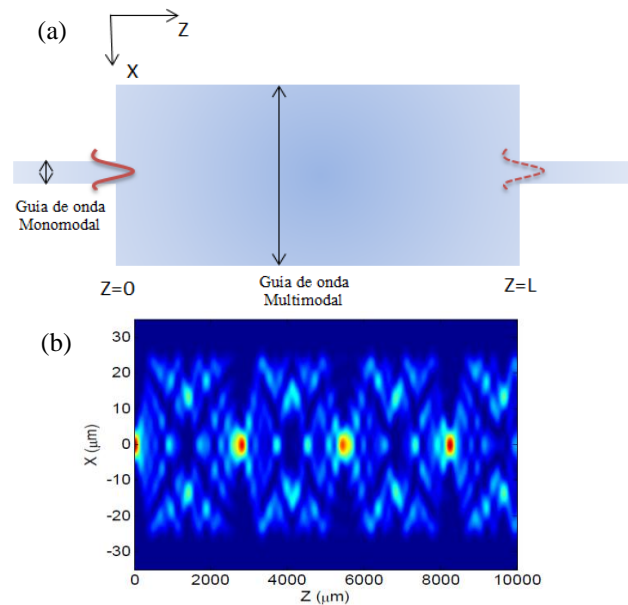 (a)
Z
X
Guia de onda
Monomodal
Guia de onda
Multimodal
Z=0
Z=L
(b)
30
20
10
0
-10
-20
-30
X (μm)
0
2000
4000
6000
8000
10000
Z (μm)